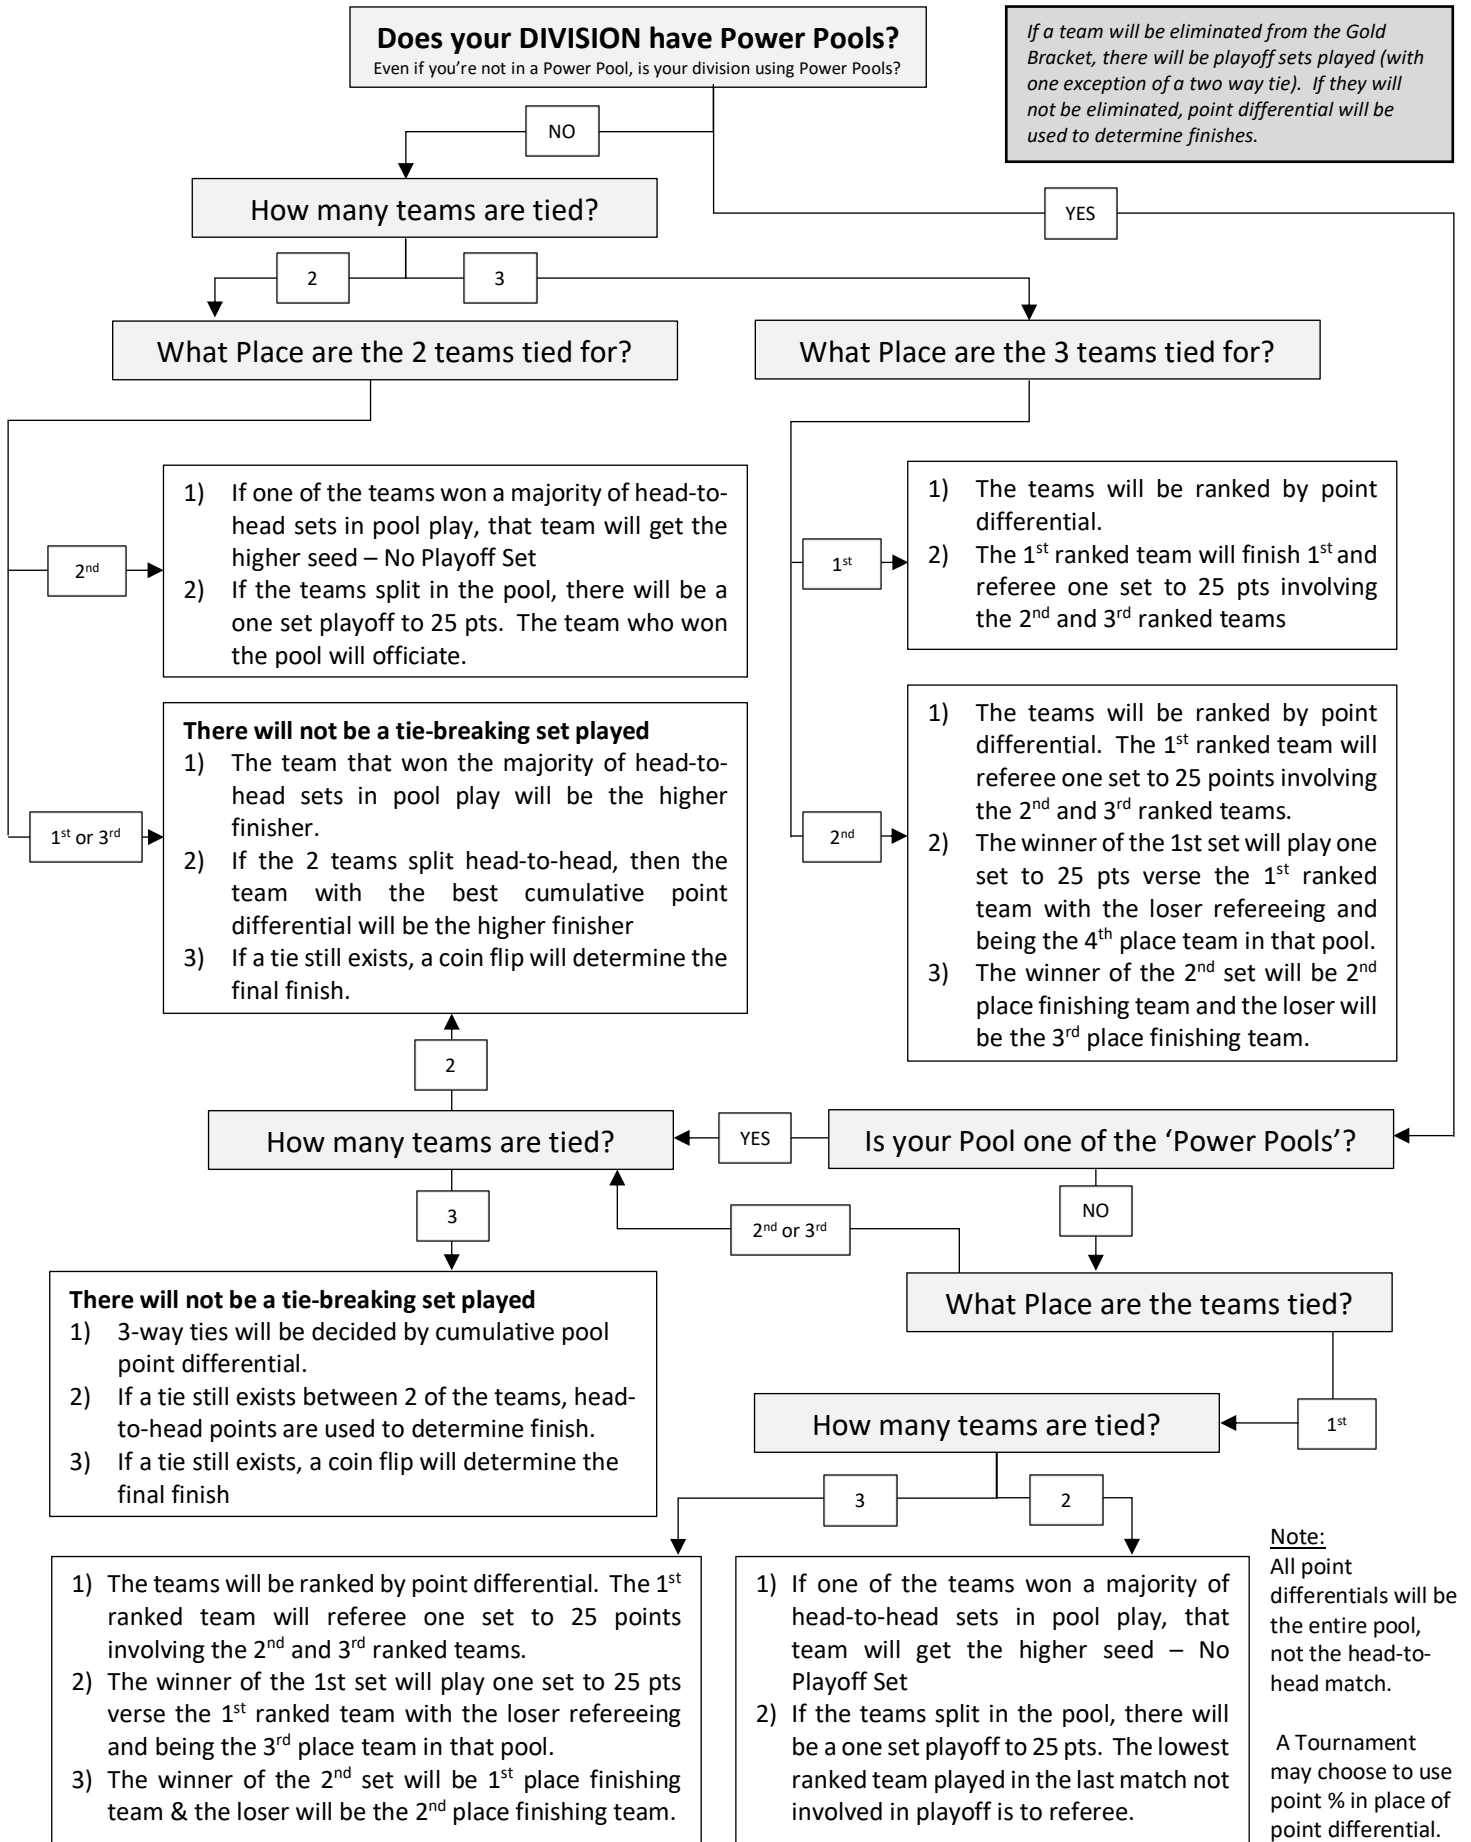 Does your DIVISION have Power Pools?
Even if you're not in a Power Pool, is your division using Power Pools?
If a team will be eliminated from the Gold
Bracket, there will be playoff sets played (with
one exception of a two way tie).  If they will
not be eliminated, point differential will be
used to determine finishes.
NO
YES
How many teams are tied?
2
3
What Place are the 2 teams tied for?
What Place are the 3 teams tied for?
2nd
1) If one of the teams won a majority of head-to-
head sets in pool play, that team will get the
higher seed – No Playoff Set
2) If the teams split in the pool, there will be a
one set playoff to 25 pts.  The team who won
the pool will officiate.
1st
1) The teams will be ranked by point
differential.
2) The 1st ranked team will finish 1st and
referee one set to 25 pts involving
the 2nd and 3rd ranked teams
1st or 3rd
There will not be a tie-breaking set played
1) The team that won the majority of head-to-
head sets in pool play will be the higher
finisher.
2) If the 2 teams split head-to-head, then the
team with the best cumulative point
differential will be the higher finisher
3) If a tie still exists, a coin flip will determine the
final finish.
2nd
1) The teams will be ranked by point
differential.  The 1st ranked team will
referee one set to 25 points involving
the 2nd and 3rd ranked teams.
2) The winner of the 1st set will play one
set to 25 pts verse the 1st ranked
team with the loser refereeing and
being the 4th place team in that pool.
3) The winner of the 2nd set will be 2nd
place finishing team and the loser will
be the 3rd place finishing team.
2
How many teams are tied?
YES
Is your Pool one of the ‘Power Pools’?
3
2nd or 3rd
NO
There will not be a tie-breaking set played
1) 3-way ties will be decided by cumulative pool
point differential.
2) If a tie still exists between 2 of the teams, head-
to-head points are used to determine finish.
3) If a tie still exists, a coin flip will determine the
final finish
What Place are the teams tied?
1st
How many teams are tied?
3
2
1) The teams will be ranked by point differential.  The 1st
ranked team will referee one set to 25 points
involving the 2nd and 3rd ranked teams.
2) The winner of the 1st set will play one set to 25 pts
verse the 1st ranked team with the loser refereeing
and being the 3rd place team in that pool.
3) The winner of the 2nd set will be 1st place finishing
team & the loser will be the 2nd place finishing team.
1) If one of the teams won a majority of
head-to-head sets in pool play, that
team will get the higher seed – No
Playoff Set
2) If the teams split in the pool, there will
be a one set playoff to 25 pts. The lowest
ranked team played in the last match not
involved in playoff is to referee.
Note:
All point
differentials will be
the entire pool,
not the head-to-
head match.
A Tournament
may choose to use
point % in place of
point differential.